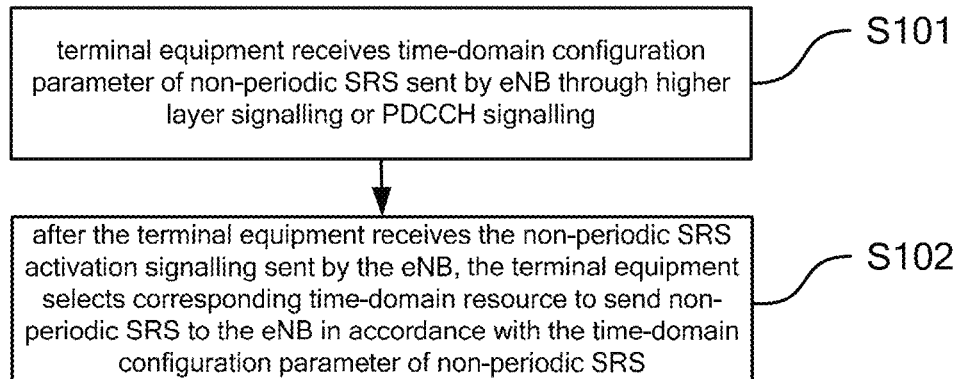 terminal equipment receives time-domain configuration
parameter of non-periodic SRS sent by eNB through higher
layer signalling or PDCCH signalling
S101
after the terminal equipment receives the non-periodic SRS
activation signalling sent by the eNB, the terminal equipment
selects corresponding time-domain resource to send non-
periodic SRS to the eNB in accordance with the time-domain
configuration parameter of non-periodic SRS
S102